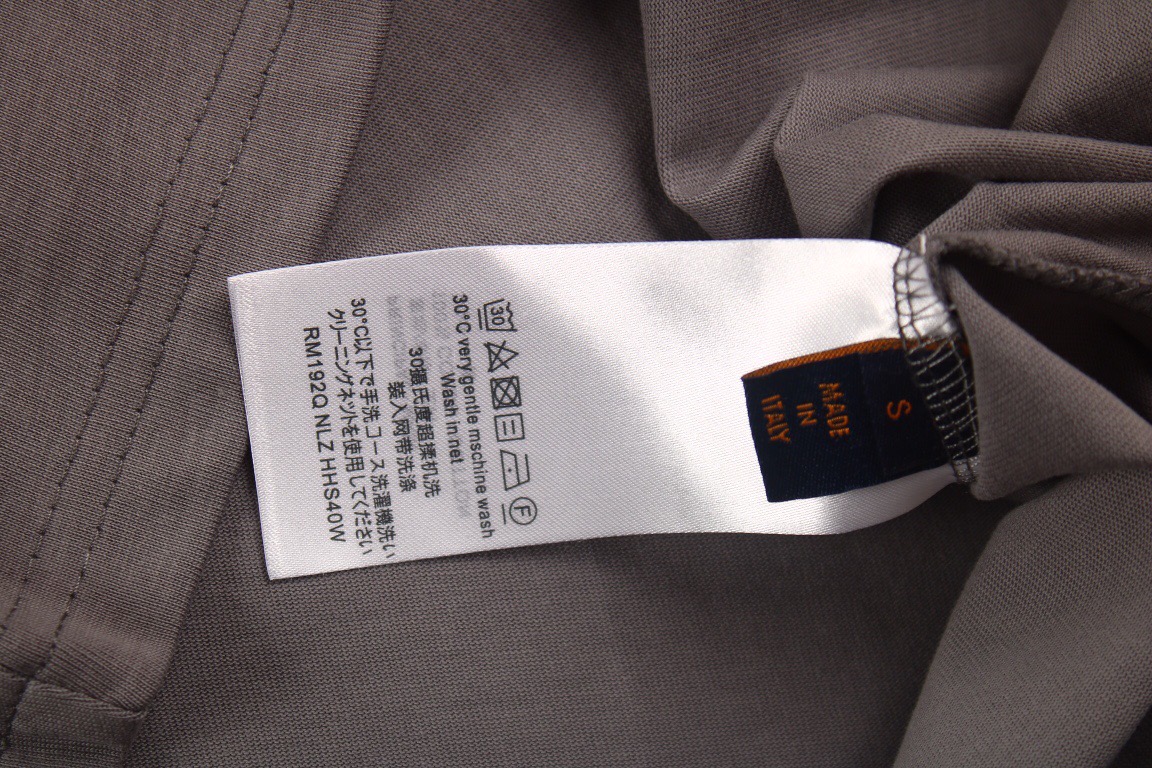 30
F
30°C very gentle mschine wash
Wash in net
30摄氏度超揉机洗
装入网带洗涤
30°C以下で手洗コース洗濯機洗い
クリーニングネットを使用してください
RM192Q NLZ HHS40W
S
MADE
IN
ITALY